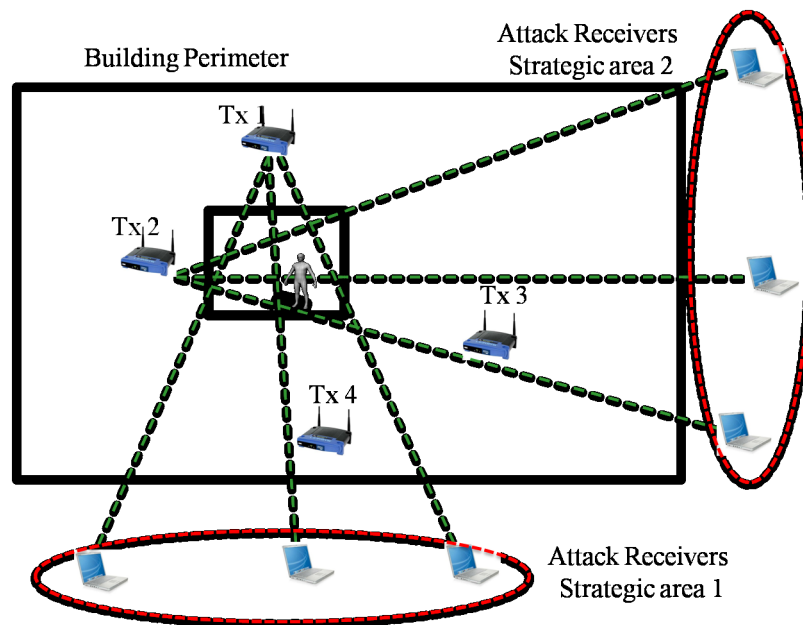 Attack Receivers
Strategic area 2
Building Perimeter
Tx 1
Tx 2
Tx 3
Tx 4
Attack Receivers
Strategic area 1